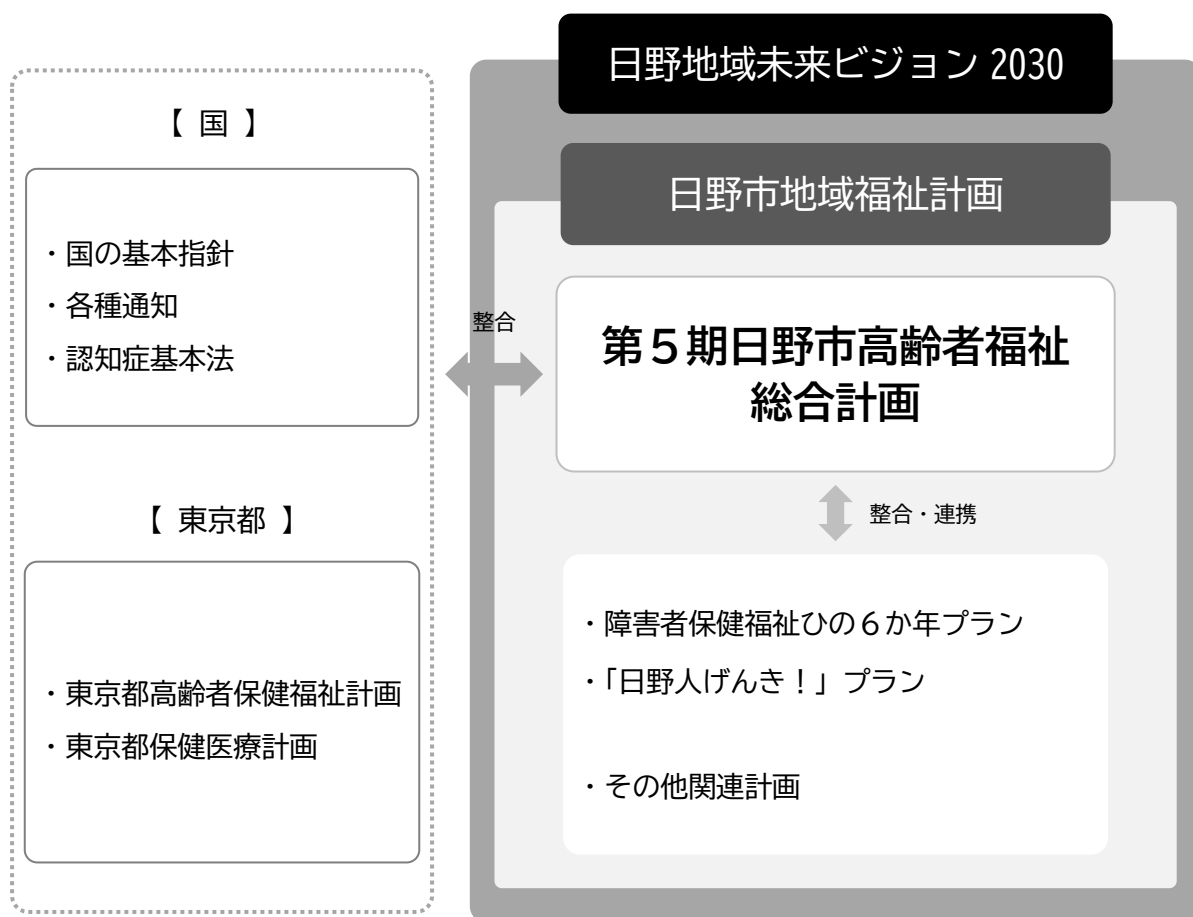 【 国 】
・国の基本指針
・各種通知
・認知症基本法
【 東京都 】
・東京都高齢者保健福祉計画
・東京都保健医療計画
整合
日野地域未来ビジョン 2030
日野市地域福祉計画
第５期日野市高齢者福祉
総合計画
整合・連携
・障害者保健福祉ひの６か年プラン
・「日野人げんき！」プラン
・その他関連計画